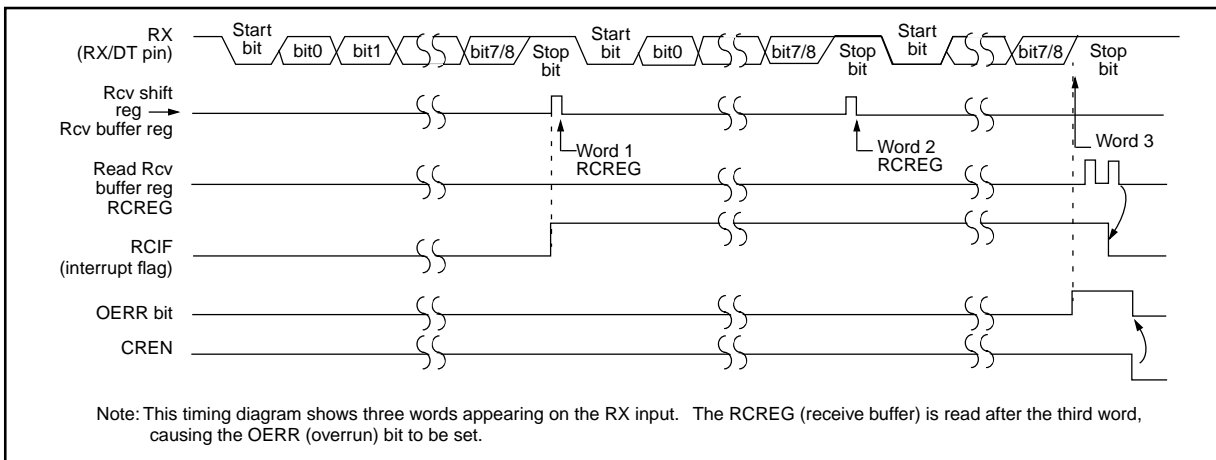 RX
(RX/DT pin)
Start
bit
bit0
bit1
bit7/8
Stop
bit
Start
bit
bit0
bit7/8
Stop
bit
Start
bit
bit7/8
Stop
bit
Rcv shift
reg
Rcv buffer reg
Word 1
RCREG
Word 2
RCREG
Word 3
Read Rcv
buffer reg
RCREG
RCIF
(interrupt flag)
OERR bit
CREN
Note: This timing diagram shows three words appearing on the RX input. The RCREG (receive buffer) is read after the third word,
causing the OERR (overrun) bit to be set.